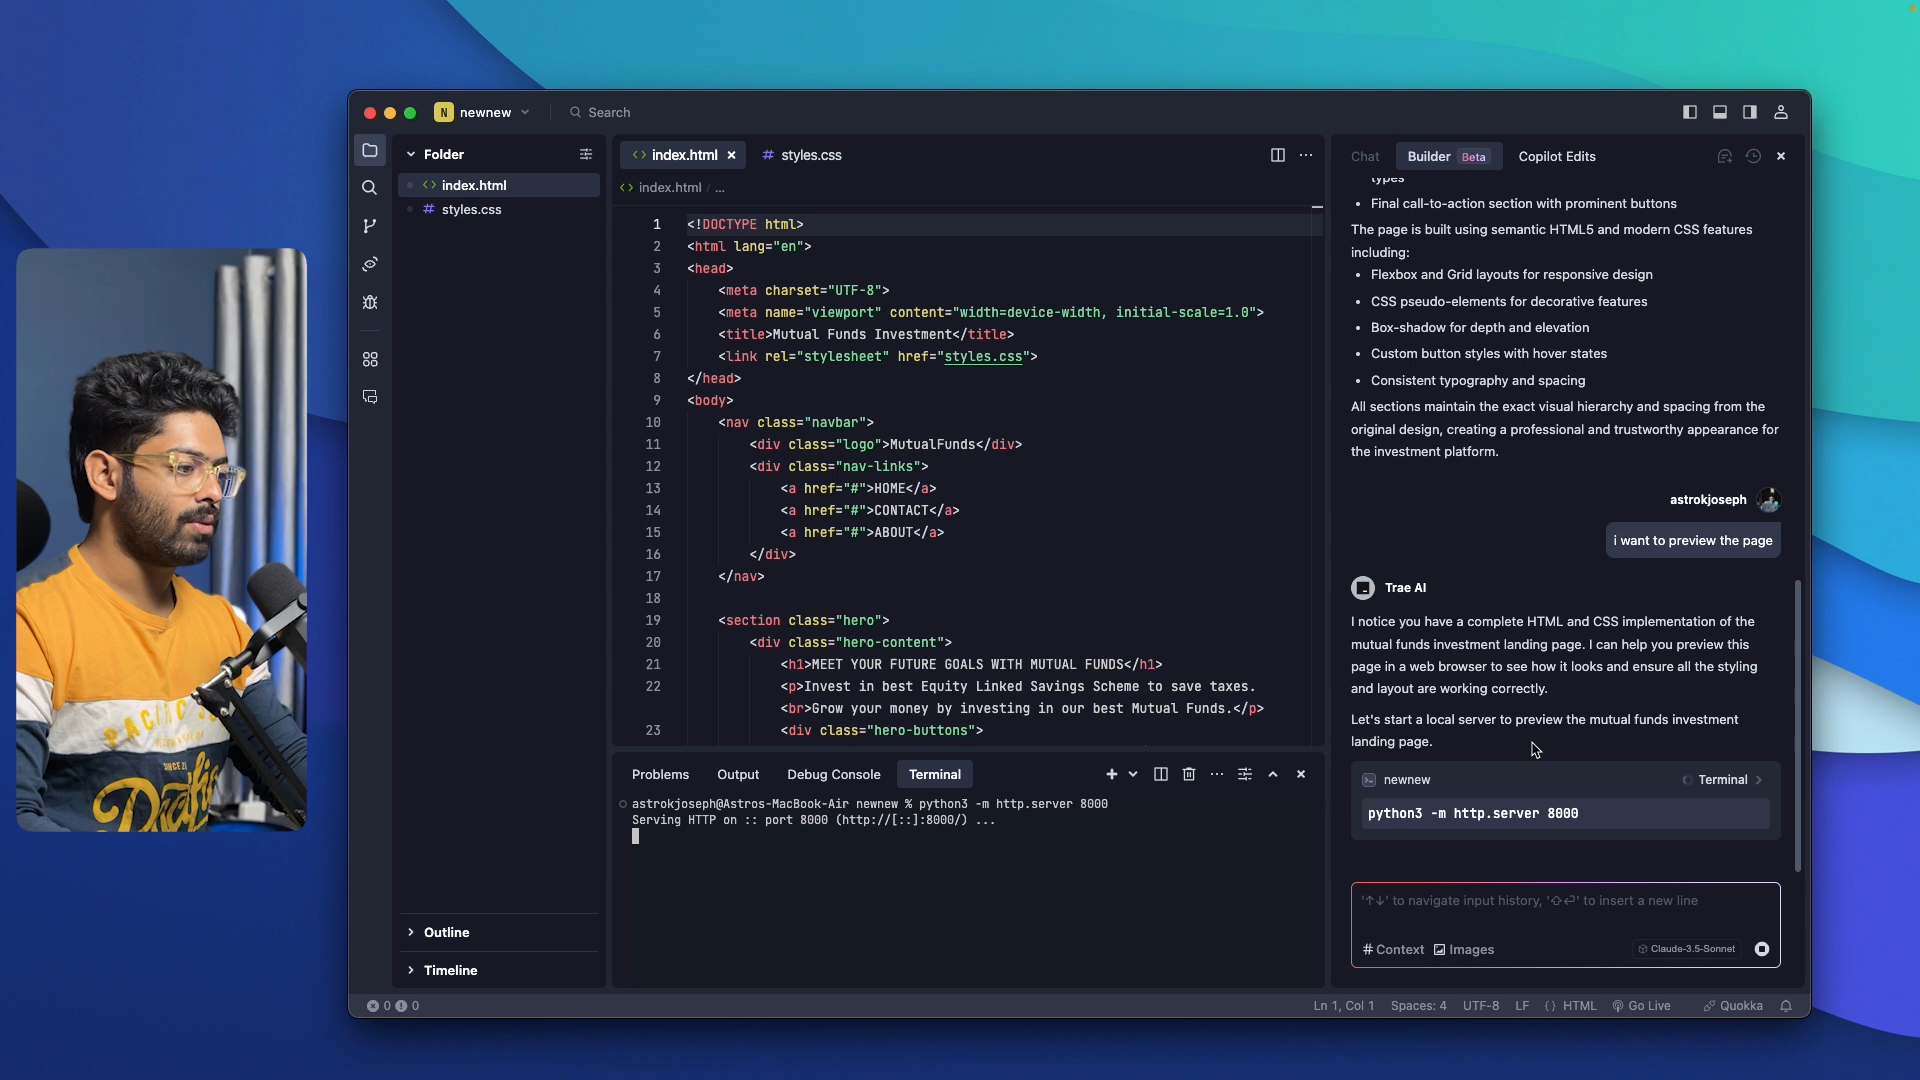 N newnew
Search
Folder
index.html
styles.css
Outline
Timeline
index.html
# styles.css
index.html / ...
1 <!DOCTYPE html>
2 <html lang="en">
3 <head>
4 <meta charset="UTF-8">
5 <meta name="viewport" content="width=device-width, initial-scale=1.0">
6 <title>Mutual Funds Investment</title>
7 <link rel="stylesheet" href="styles.css">
8 </head>
9 <body>
10 <nav class="navbar">
11 <div class="logo">MutualFunds</div>
12 <div class="nav-links">
13 <a href="#">HOME</a>
14 <a href="#">CONTACT</a>
15 <a href="#">ABOUT</a>
16 </div>
17 </nav>
18
19 <section class="hero">
20 <div class="hero-content">
21 <h1>MEET YOUR FUTURE GOALS WITH MUTUAL FUNDS</h1>
22 <p>Invest in best Equity Linked Savings Scheme to save taxes.
<br>Grow your money by investing in our best Mutual Funds.</p>
23 <div class="hero-buttons">
Problems Output Debug Console Terminal
astrokjoseph@Astros-MacBook-Air newnew % python3 -m http.server 8000
Serving HTTP on :: port 8000 (http://[::]:8000/) ...
Chat Builder Beta Copilot Edits
types
• Final call-to-action section with prominent buttons
The page is built using semantic HTML5 and modern CSS features
including:
• Flexbox and Grid layouts for responsive design
• CSS pseudo-elements for decorative features
• Box-shadow for depth and elevation
• Custom button styles with hover states
• Consistent typography and spacing
All sections maintain the exact visual hierarchy and spacing from the
original design, creating a professional and trustworthy appearance for
the investment platform.
astrokjoseph
i want to preview the page
Trae AI
I notice you have a complete HTML and CSS implementation of the
mutual funds investment landing page. I can help you preview this
page in a web browser to see how it looks and ensure all the styling
and layout are working correctly.
Let's start a local server to preview the mutual funds investment
landing page.
newnew Terminal
python3 -m http.server 8000
'↑↓' to navigate input history, '⇧⏎' to insert a new line
# Context Images Claude-3.5-Sonnet
0 0
Ln 1, Col 1 Spaces: 4 UTF-8 LF {} HTML Go Live Quokka
SINCE 21